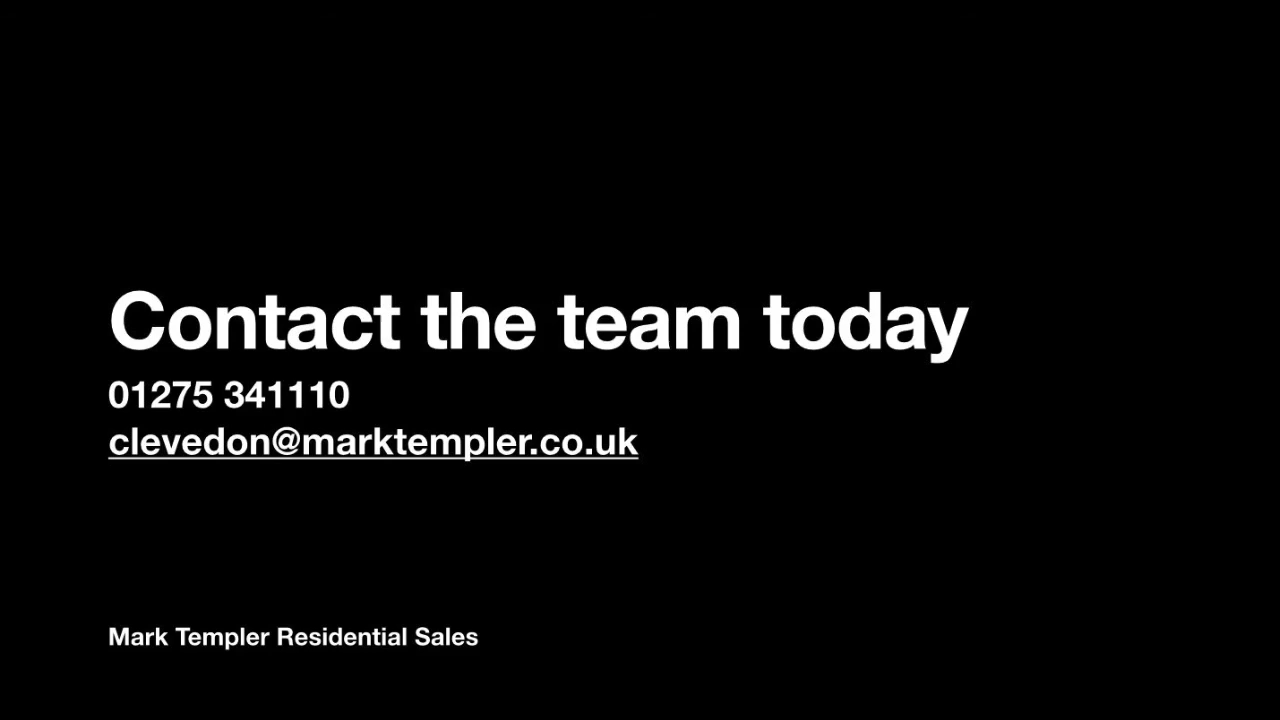 Contact the team today
01275 341110
clevedon@marktempler.co.uk
Mark Templer Residential Sales